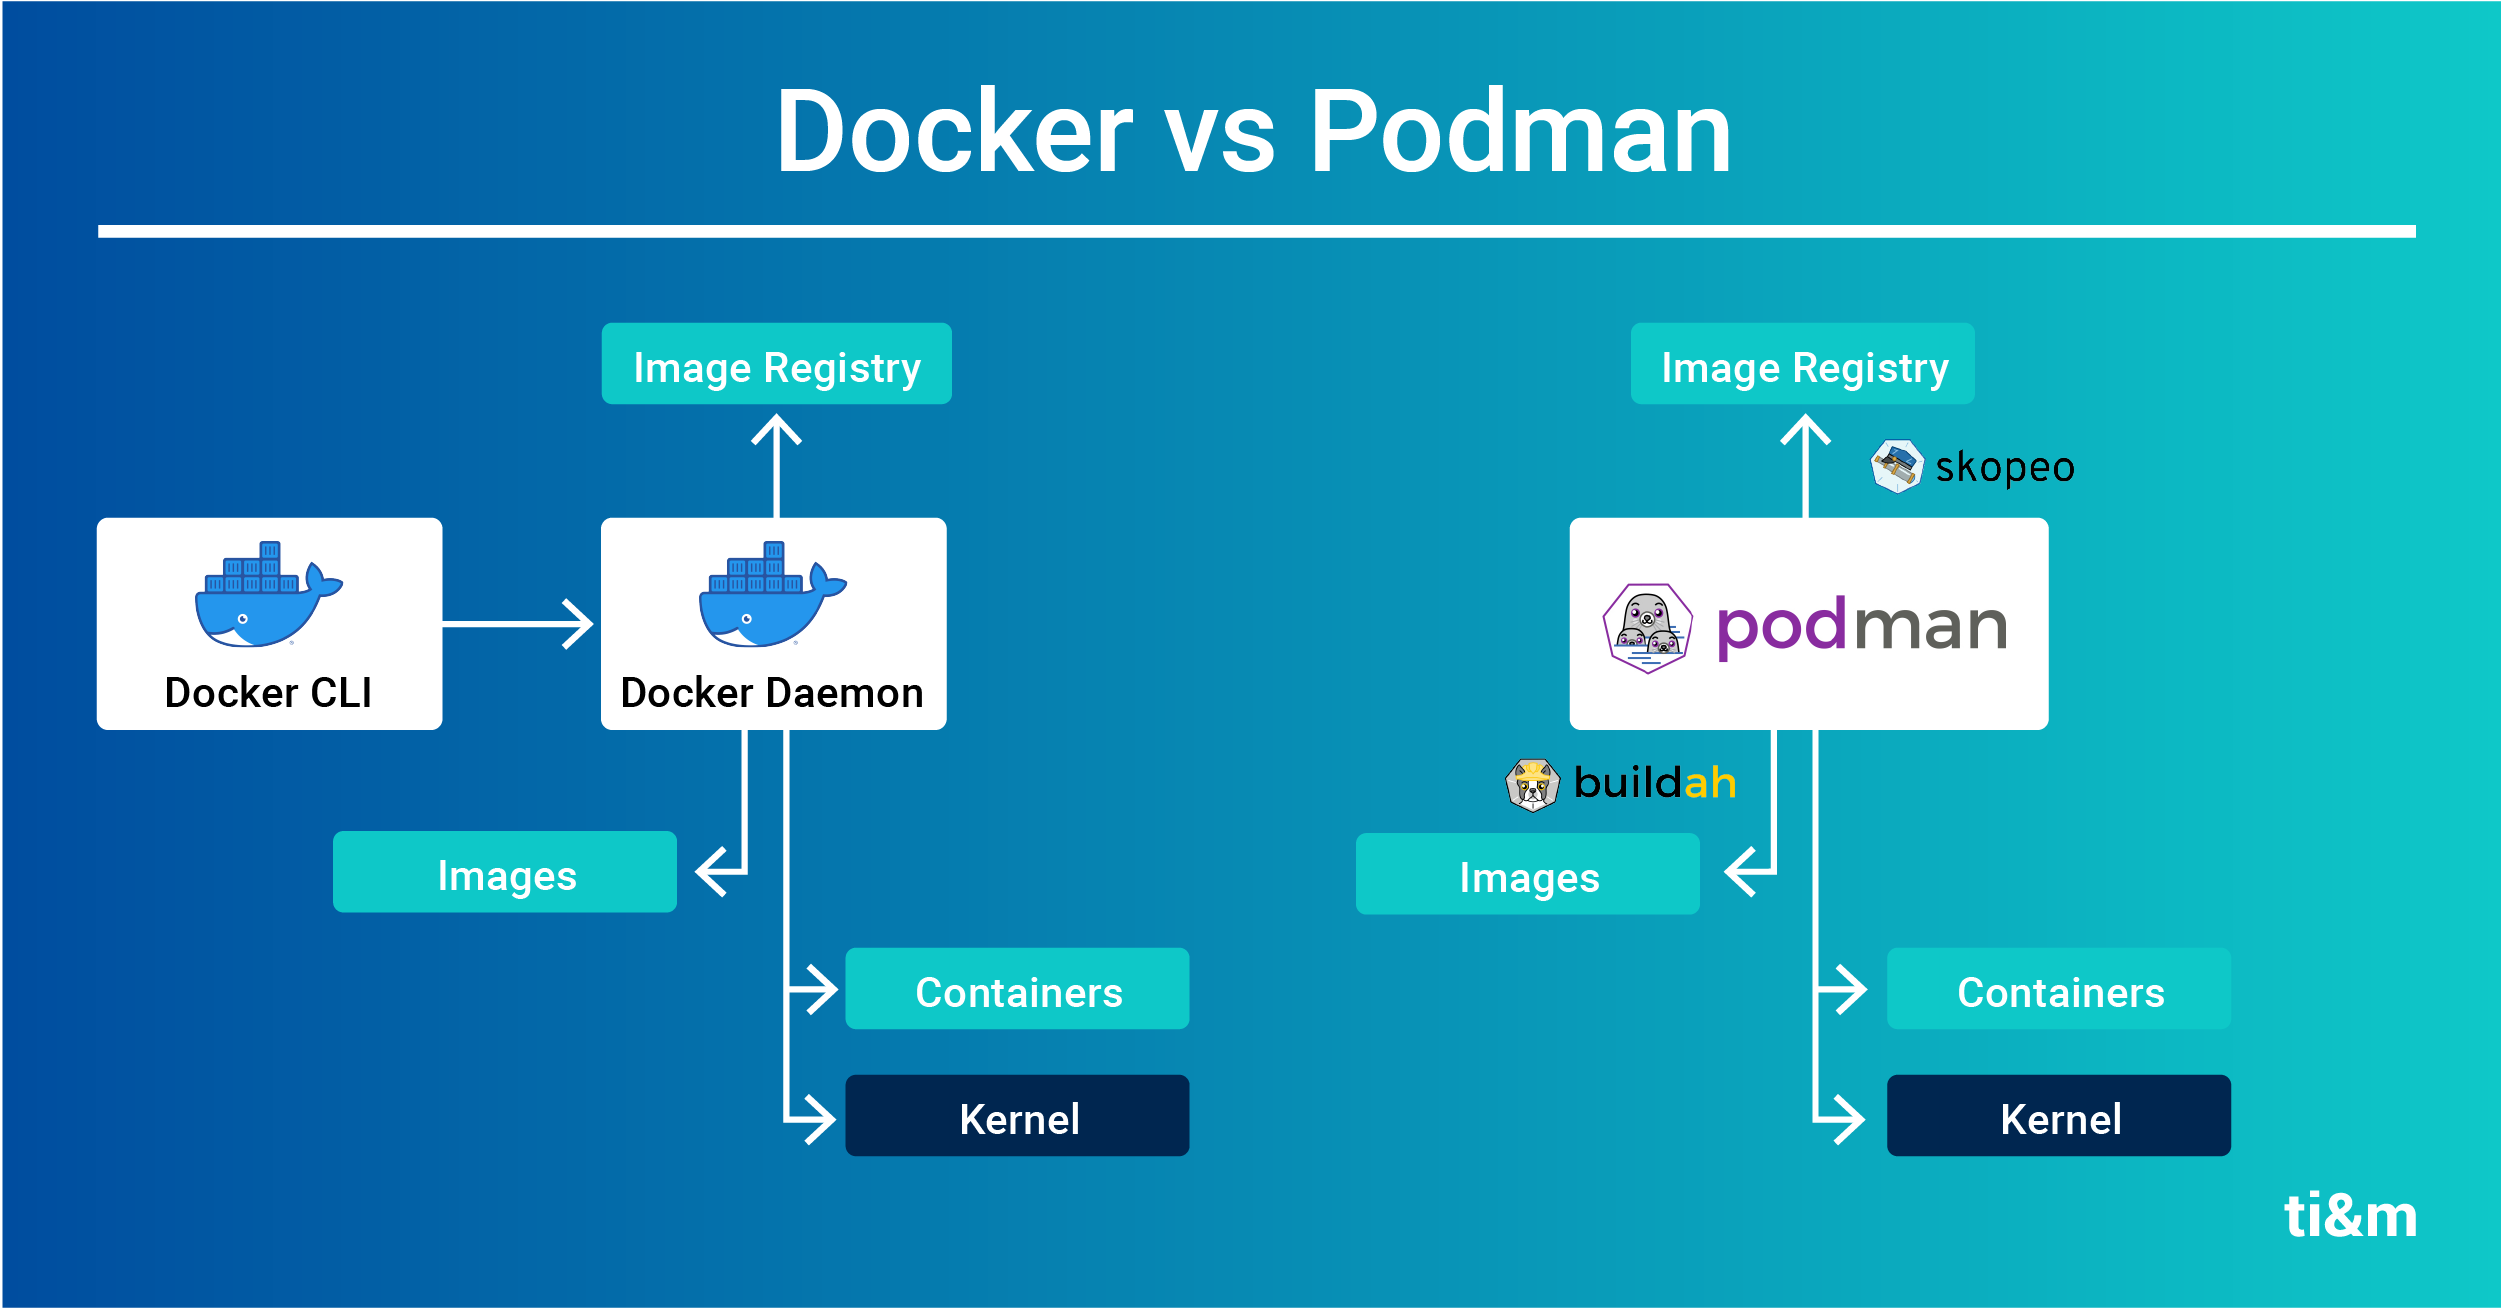 Docker vs Podman
Image Registry
Image Registry
skopeo
Docker CLI
Docker Daemon
podman
buildah
Images
Images
Containers
Containers
Kernel
Kernel
ti&m